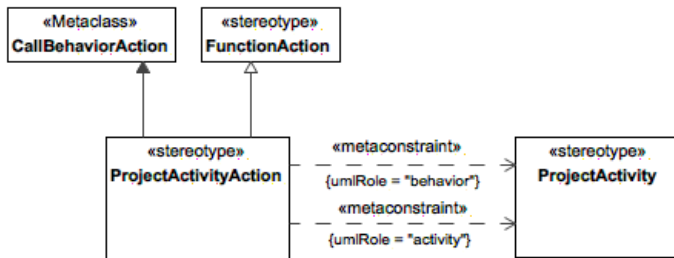 «Metaclass»
CallBehaviorAction
«stereotype»
FunctionAction
«stereotype»
ProjectActivityAction
«metaconstraint»
{umlRole = "behavior"}
«metaconstraint»
{umlRole = "activity"}
«stereotype»
ProjectActivity